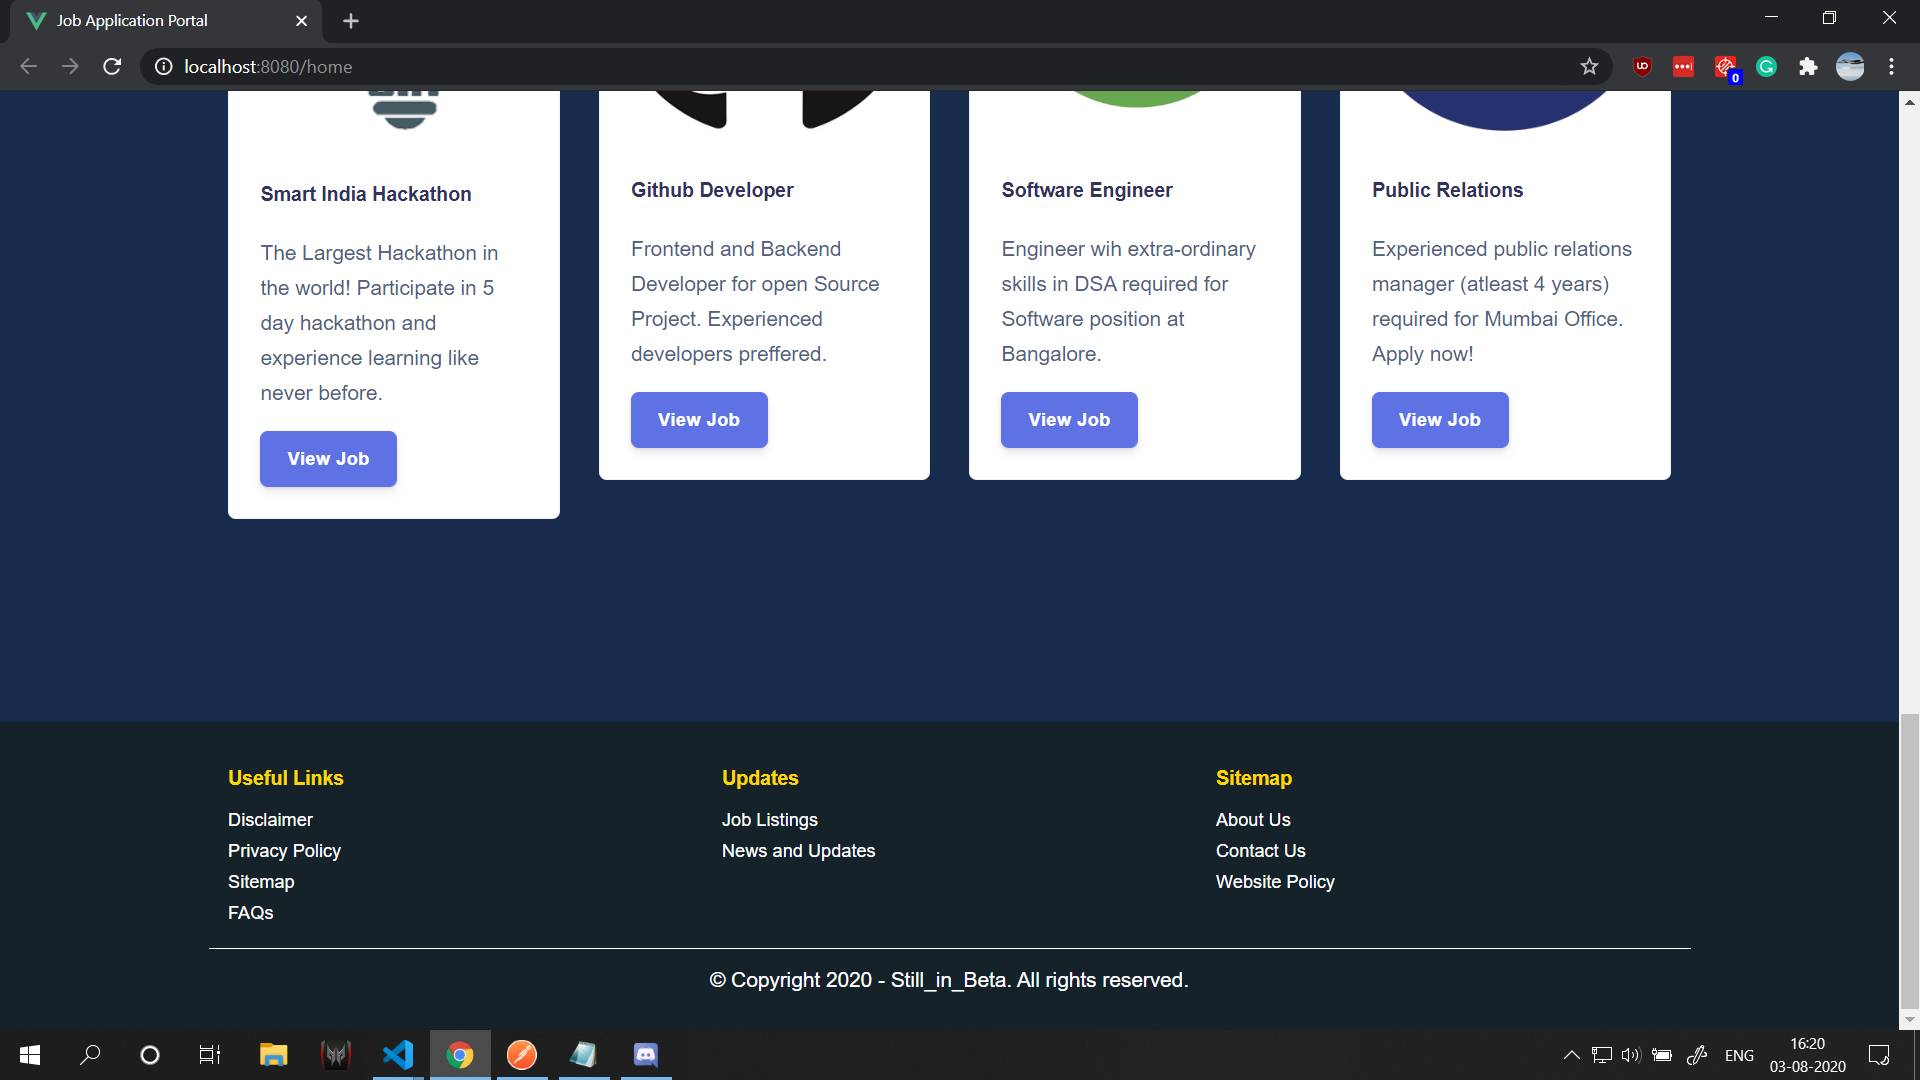 Job Application Portal
localhost:8080/home
0
Smart India Hackathon
The Largest Hackathon in
the world! Participate in 5
day hackathon and
experience learning like
never before.
View Job
Github Developer
Frontend and Backend
Developer for open Source
Project. Experienced
developers preffered.
View Job
Software Engineer
Engineer wih extra-ordinary
skills in DSA required for
Software position at
Bangalore.
View Job
Public Relations
Experienced public relations
manager (atleast 4 years)
required for Mumbai Office.
Apply now!
View Job
Useful Links
Disclaimer
Privacy Policy
Sitemap
FAQs
Updates
Job Listings
News and Updates
Sitemap
About Us
Contact Us
Website Policy
© Copyright 2020 - Still_in_Beta. All rights reserved.
ENG
16:20
03-08-2020